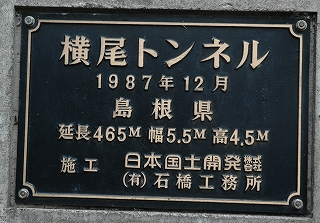 横尾トンネル
1987年12月
島根県
延長465M 幅5.5M 高4.5M
施工 日本国土開発株式会社
(有)石橋工務所